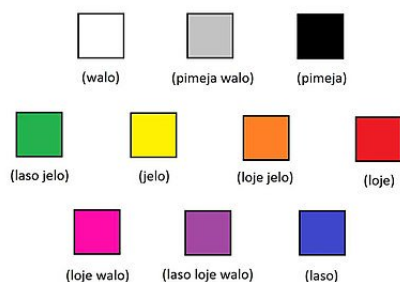 (walo) (pimeja walo) (pimeja)
(laso jelo) (jelo) (loje jelo) (loje)
(loje walo) (laso loje walo) (laso)